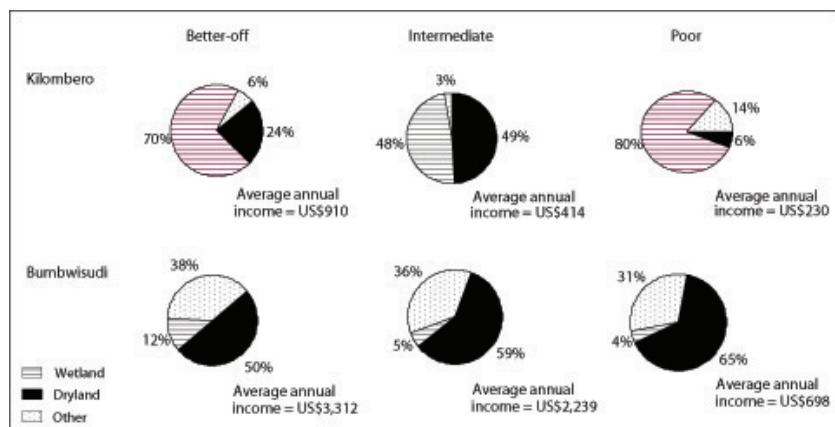 Better-off Intermediate Poor
Kilombero
6% 3% 14%
70% 124% 48% 49% 80% 6%
Average annual income = US$910
Average annual income = US$414
Average annual income = US$230
Bumbwisudi
38% 36% 31%
12% 50% 5% 59% 4% 65%
Average annual income = US$3,312
Average annual income = US$2,239
Average annual income = US$698
Wetland
Dryland
Other